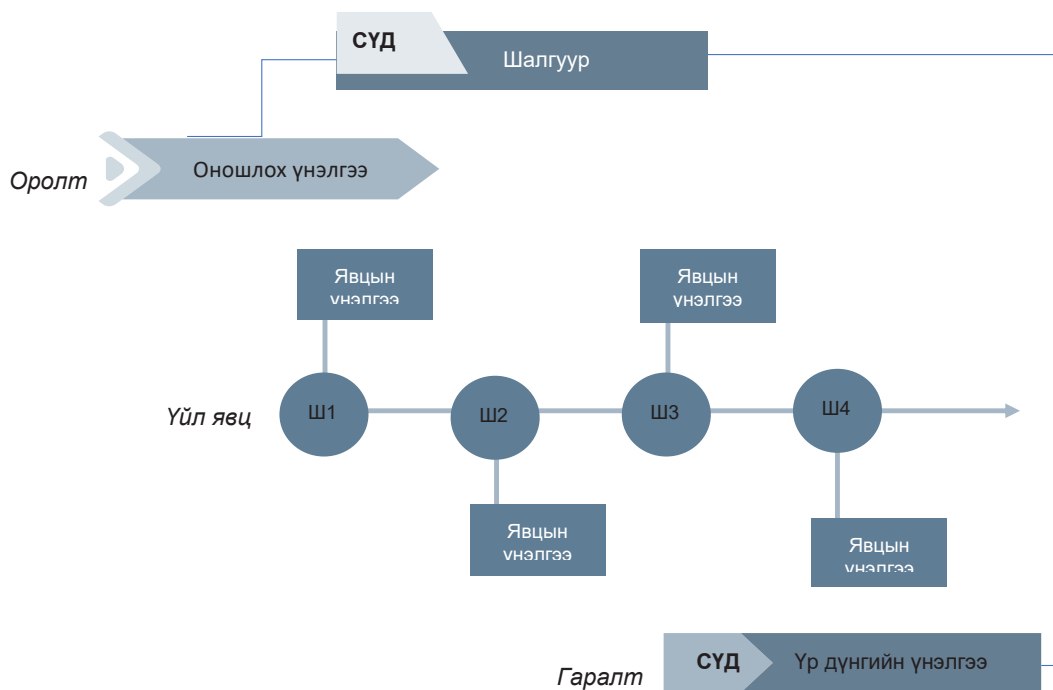 СҮД
Шалгуур
Оролт
Оношлох үнэлгээ
Явцын
үнэлгээ
Явцын
үнэлгээ
Үйл явц
Ш1
Ш2
Ш3
Ш4
Явцын
үнэлгээ
Явцын
үнэлгээ
Гаралт
СҮД
Үр дүнгийн үнэлгээ